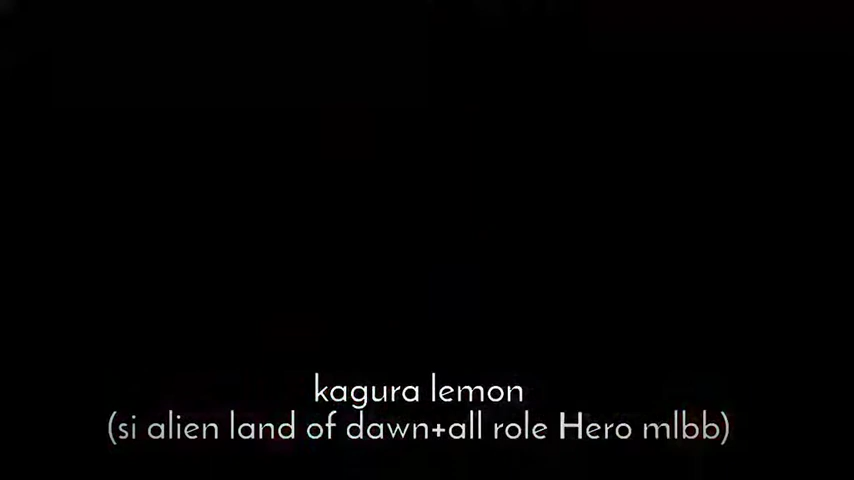 kagura lemon
(si alien land of dawn+all role Hero mlbb)